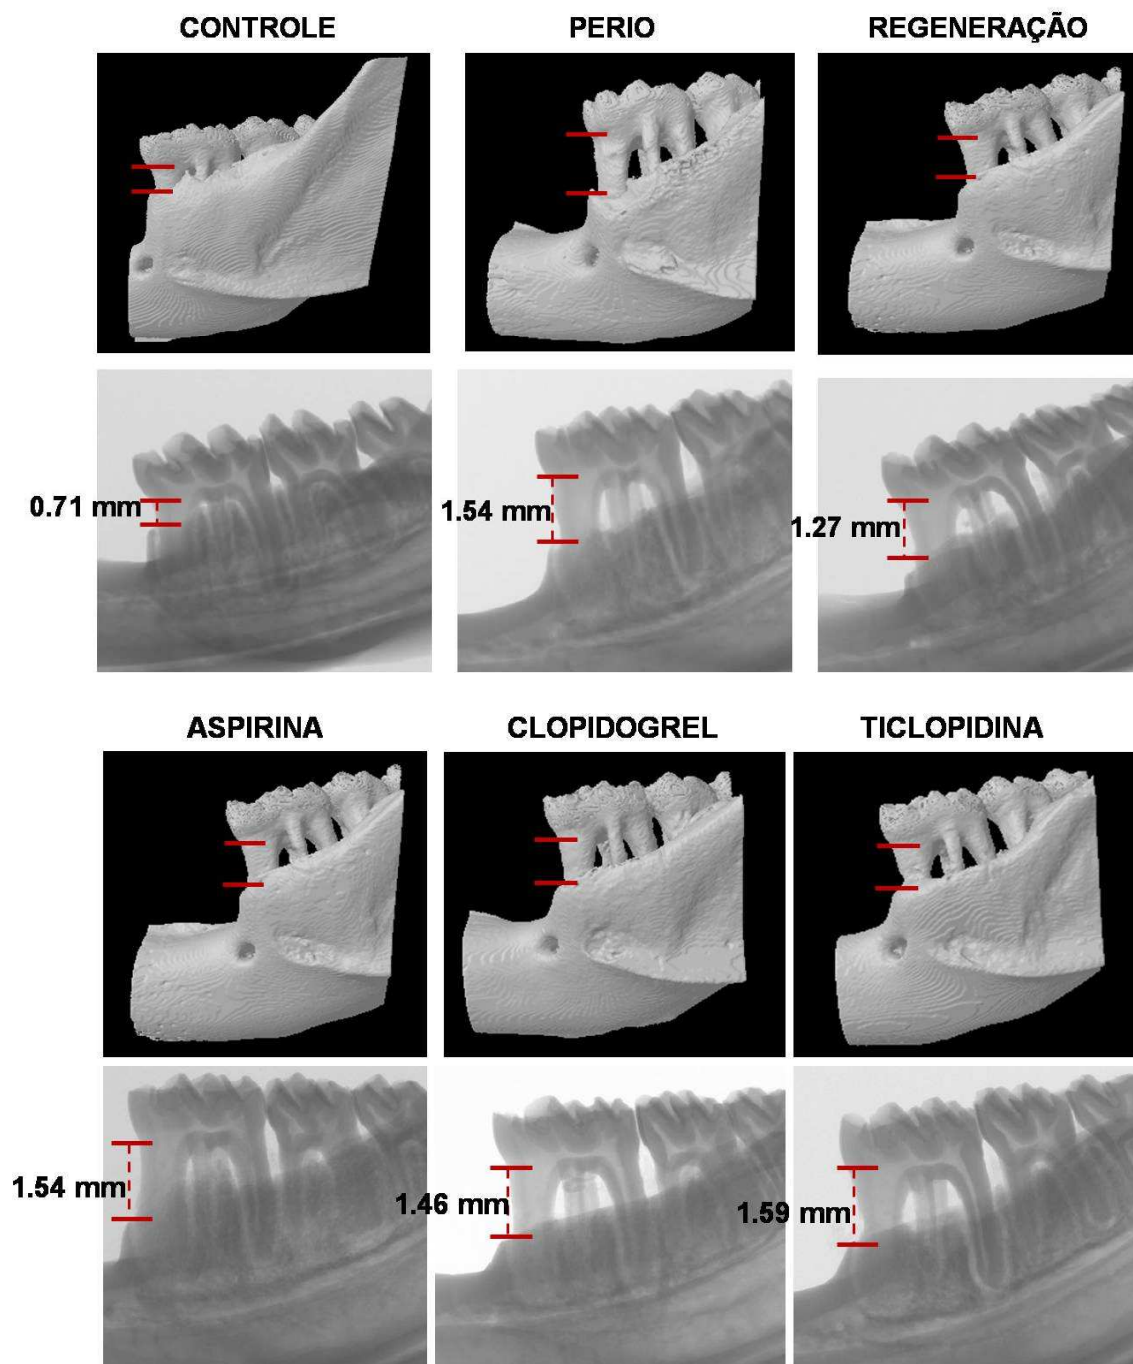 CONTROLE
PERIO
REGENERAÇÃO
0.71 mm
1.54 mm
1.27 mm
ASPIRINA
CLOPIDOGREL
TICLOPIDINA
1.54 mm
1.46 mm
1.59 mm